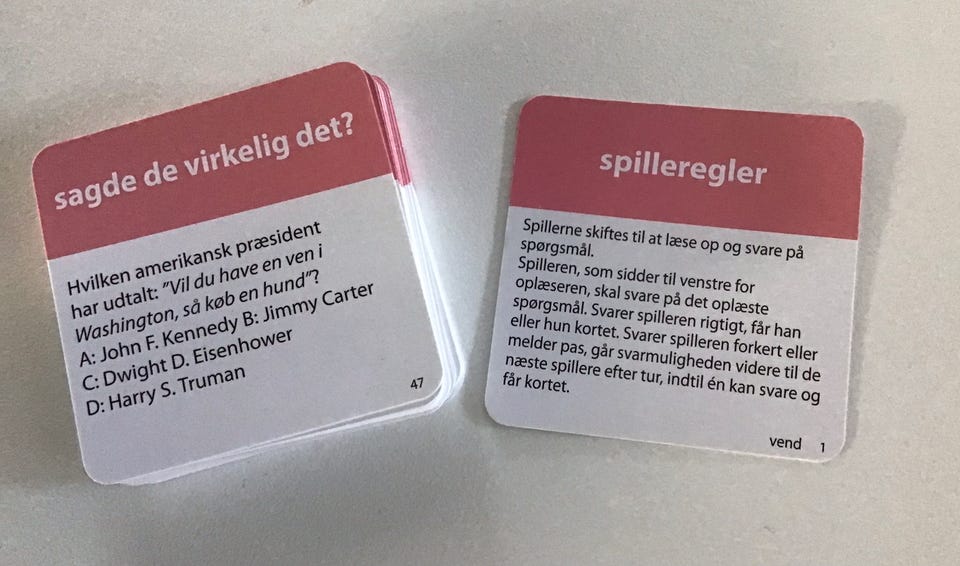 sagde de virkelig det?
Hvilken amerikansk præsident
har udtalt: "Vil du have en ven i
Washington, så køb en hund"?
A: John F. Kennedy B: Jimmy Carter
C: Dwight D. Eisenhower
D: Harry S. Truman
47
spilleregler
Spillerne skiftes til at læse op og svare på
spørgsmål.
Spilleren, som sidder til venstre for
oplæseren, skal svare på det oplæste
spørgsmål. Svarer spilleren rigtigt, får han
eller hun kortet. Svarer spilleren forkert eller
melder pas, går svarmuligheden videre til de
næste spillere efter tur, indtil én kan svare og
får kortet.
vend 1